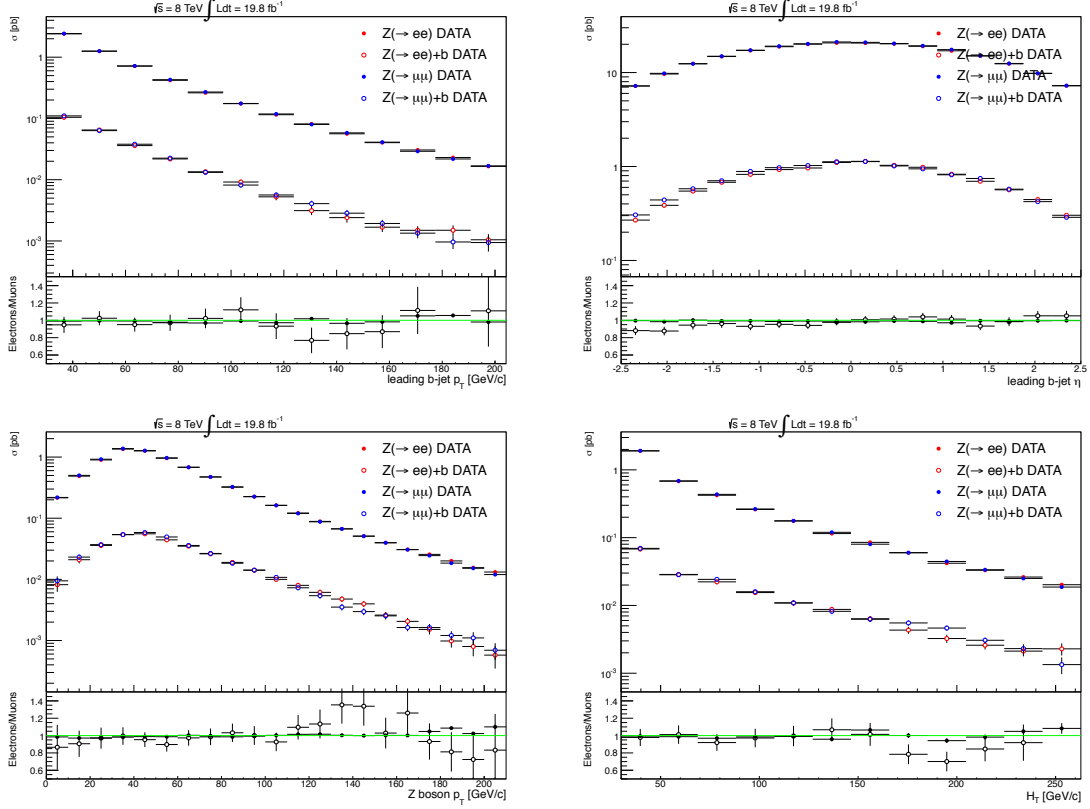 √s = 8 TeV ∫ Ldt = 19.8 fb⁻¹
σ [pb]
1
10⁻¹
10⁻²
10⁻³
Z(→ ee) DATA
Z(→ ee)+b DATA
Z(→ μμ) DATA
Z(→ μμ)+b DATA
Electrons/Muons
1.4
1.2
1
0.8
0.6
40 60 80 100 120 140 160 180 200
leading b-jet p_T [GeV/c]
√s = 8 TeV ∫ Ldt = 19.8 fb⁻¹
σ [pb]
10
1
10⁻¹
Z(→ ee) DATA
Z(→ ee)+b DATA
Z(→ μμ) DATA
Z(→ μμ)+b DATA
Electrons/Muons
1.4
1.2
1
0.8
0.6
-2.5 -2 -1.5 -1 -0.5 0 0.5 1 1.5 2 2.5
leading b-jet η
√s = 8 TeV ∫ Ldt = 19.8 fb⁻¹
σ [pb]
1
10⁻¹
10⁻²
10⁻³
Z(→ ee) DATA
Z(→ ee)+b DATA
Z(→ μμ) DATA
Z(→ μμ)+b DATA
Electrons/Muons
1.4
1.2
1
0.8
0.6
0 20 40 60 80 100 120 140 160 180 200
Z boson p_T [GeV/c]
√s = 8 TeV ∫ Ldt = 19.8 fb⁻¹
σ [pb]
1
10⁻¹
10⁻²
10⁻³
Z(→ ee) DATA
Z(→ ee)+b DATA
Z(→ μμ) DATA
Z(→ μμ)+b DATA
Electrons/Muons
1.4
1.2
1
0.8
0.6
50 100 150 200 250
H_T [GeV/c]